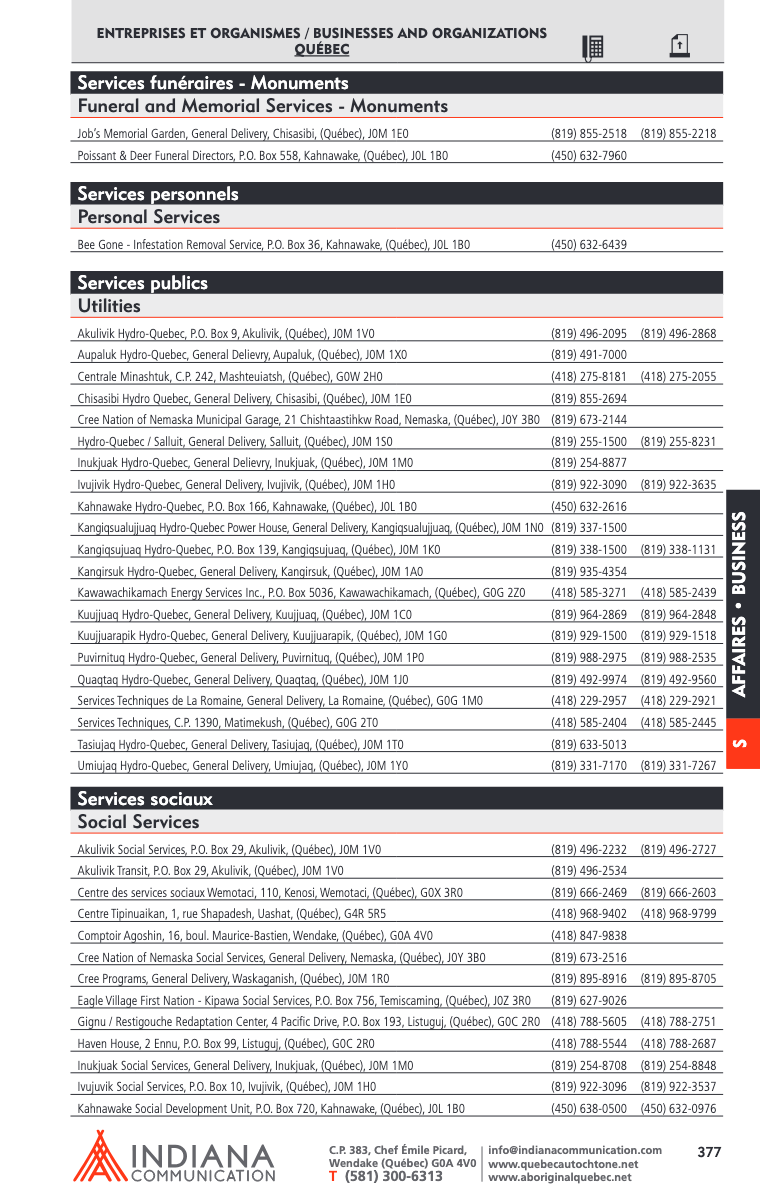 ENTREPRISES ET ORGANISMES / BUSINESSES AND ORGANIZATIONS
QUÉBEC
Services funéraires - Monuments
Funeral and Memorial Services - Monuments
Job's Memorial Garden, General Delivery, Chisasibi, (Québec), J0M 1E0 (819) 855-2518 (819) 855-2218
Poissant & Deer Funeral Directors, P.O. Box 558, Kahnawake, (Québec), J0L 1B0 (450) 632-7960
Services personnels
Personal Services
Bee Gone - Infestation Removal Service, P.O. Box 36, Kahnawake, (Québec), J0L 1B0 (450) 632-6439
Services publics
Utilities
Akulivik Hydro-Quebec, P.O. Box 9, Akulivik, (Québec), J0M 1V0 (819) 496-2095 (819) 496-2868
Aupaluk Hydro-Quebec, General Delievry, Aupaluk, (Québec), J0M 1X0 (819) 491-7000
Centrale Minashtuk, C.P. 242, Mashteuiatsh, (Québec), G0W 2H0 (418) 275-8181 (418) 275-2055
Chisasibi Hydro Quebec, General Delivery, Chisasibi, (Québec), J0M 1E0 (819) 855-2694
Cree Nation of Nemaska Municipal Garage, 21 Chishtaastihkw Road, Nemaska, (Québec), J0Y 3B0 (819) 673-2144
Hydro-Quebec / Salluit, General Delivery, Salluit, (Québec), J0M 1S0 (819) 255-1500 (819) 255-8231
Inukjuak Hydro-Quebec, General Delievry, Inukjuak, (Québec), J0M 1M0 (819) 254-8877
Ivujivik Hydro-Quebec, General Delivery, Ivujivik, (Québec), J0M 1H0 (819) 922-3090 (819) 922-3635
Kahnawake Hydro-Quebec, P.O. Box 166, Kahnawake, (Québec), J0L 1B0 (450) 632-2616
Kangiqsualujjuaq Hydro-Quebec Power House, General Delivery, Kangiqsualujjuaq, (Québec), J0M 1N0 (819) 337-1500
Kangiqsujuaq Hydro-Quebec, P.O. Box 139, Kangiqsujuaq, (Québec), J0M 1K0 (819) 338-1500 (819) 338-1131
Kangirsuk Hydro-Quebec, General Delivery, Kangirsuk, (Québec), J0M 1A0 (819) 935-4354
Kawawachikamach Energy Services Inc., P.O. Box 5036, Kawawachikamach, (Québec), G0G 2Z0 (418) 585-3271 (418) 585-2439
Kuujjuaq Hydro-Quebec, General Delivery, Kuujjuaq, (Québec), J0M 1C0 (819) 964-2869 (819) 964-2848
Kuujjuarapik Hydro-Quebec, General Delivery, Kuujjuarapik, (Québec), J0M 1G0 (819) 929-1500 (819) 929-1518
Puvirnituq Hydro-Quebec, General Delivery, Puvirnituq, (Québec), J0M 1P0 (819) 988-2975 (819) 988-2535
Quaqtaq Hydro-Quebec, General Delivery, Quaqtaq, (Québec), J0M 1J0 (819) 492-9974 (819) 492-9560
Services Techniques de La Romaine, General Delivery, La Romaine, (Québec), G0G 1M0 (418) 229-2957 (418) 229-2921
Services Techniques, C.P. 1390, Matimekush, (Québec), G0G 2T0 (418) 585-2404 (418) 585-2445
Tasiujaq Hydro-Quebec, General Delivery, Tasiujaq, (Québec), J0M 1T0 (819) 633-5013
Umiujaq Hydro-Quebec, General Delivery, Umiujaq, (Québec), J0M 1Y0 (819) 331-7170 (819) 331-7267
Services sociaux
Social Services
Akulivik Social Services, P.O. Box 29, Akulivik, (Québec), J0M 1V0 (819) 496-2232 (819) 496-2727
Akulivik Transit, P.O. Box 29, Akulivik, (Québec), J0M 1V0 (819) 496-2534
Centre des services sociaux Wemotaci, 110, Kenosi, Wemotaci, (Québec), G0X 3R0 (819) 666-2469 (819) 666-2603
Centre Tipinuaikan, 1, rue Shapadesh, Uashat, (Québec), G4R 5R5 (418) 968-9402 (418) 968-9799
Comptoir Agoshin, 16, boul. Maurice-Bastien, Wendake, (Québec), G0A 4V0 (418) 847-9838
Cree Nation of Nemaska Social Services, General Delivery, Nemaska, (Québec), J0Y 3B0 (819) 673-2516
Cree Programs, General Delivery, Waskaganish, (Québec), J0M 1R0 (819) 895-8916 (819) 895-8705
Eagle Village First Nation - Kipawa Social Services, P.O. Box 756, Temiscaming, (Québec), J0Z 3R0 (819) 627-9026
Gignu / Restigouche Redaptation Center, 4 Pacific Drive, P.O. Box 193, Listuguj, (Québec), G0C 2R0 (418) 788-5605 (418) 788-2751
Haven House, 2 Ennu, P.O. Box 99, Listuguj, (Québec), G0C 2R0 (418) 788-5544 (418) 788-2687
Inukjuak Social Services, General Delivery, Inukjuak, (Québec), J0M 1M0 (819) 254-8708 (819) 254-8848
Ivujuvik Social Services, P.O. Box 10, Ivujivik, (Québec), J0M 1H0 (819) 922-3096 (819) 922-3537
Kahnawake Social Development Unit, P.O. Box 720, Kahnawake, (Québec), J0L 1B0 (450) 638-0500 (450) 632-0976
AFFAIRES • BUSINESS
S
INDIANA
COMMUNICATION
C.P. 383, Chef Émile Picard,
Wendake (Québec) G0A 4V0
T (581) 300-6313
info@indianacommunication.com
www.quebecautochtone.net
www.aboriginalquebec.net
377